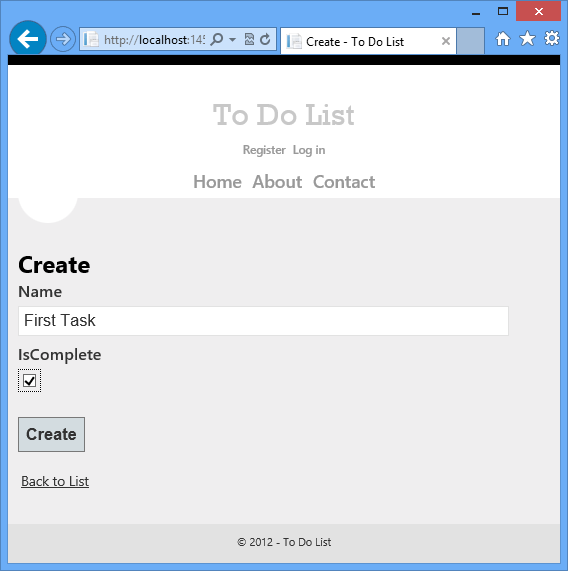 http://localhost:145
Create - To Do List
To Do List
Register Log in
Home About Contact
Create
Name
First Task
IsComplete
Create
Back to List
© 2012 - To Do List